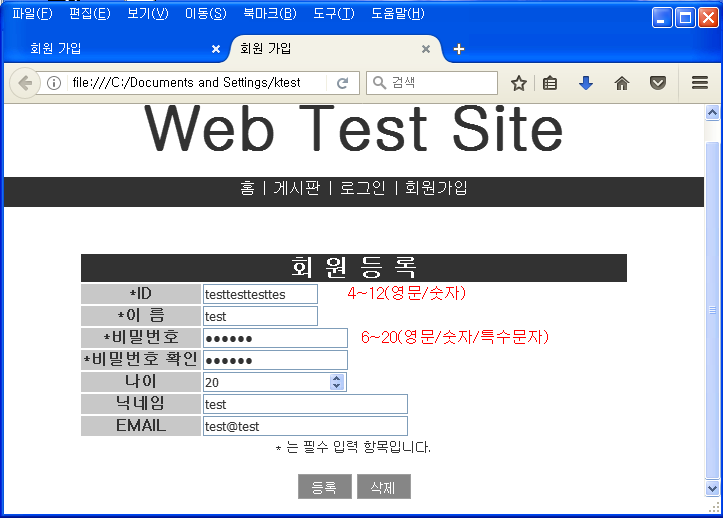 파일(F) 편집(E) 보기(V) 이동(S) 북마크(B) 도구(T) 도움말(H)
회원 가입 회원 가입
file:///C:/Documents and Settings/ktest 검색
Web Test Site
홈 | 게시판 | 로그인 | 회원가입
회 원 등 록
*ID testtesttesttes 4~12(영문/숫자)
*이 름 test
*비밀번호 ●●●●●● 6~20(영문/숫자/특수문자)
*비밀번호 확인 ●●●●●●
나이 20
닉네임 test
EMAIL test@test
* 는 필수 입력 항목입니다.
등록 삭제